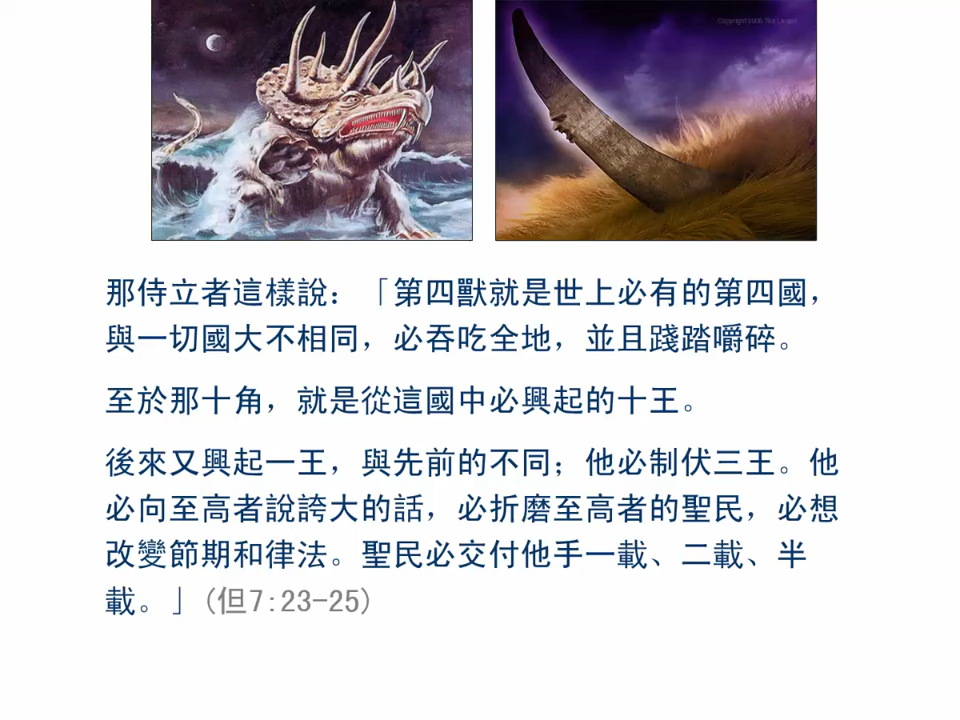 那侍立者這樣說：「第四獸就是世上必有的第四國，
與一切國大不相同，必吞吃全地，並且踐踏嚼碎。
至於那十角，就是從這國中必興起的十王。
後來又興起一王，與先前的不同；他必制伏三王。他
必向至高者說誇大的話，必折磨至高者的聖民，必想
改變節期和律法。聖民必交付他手一載、二載、半
載。」(但7:23-25)